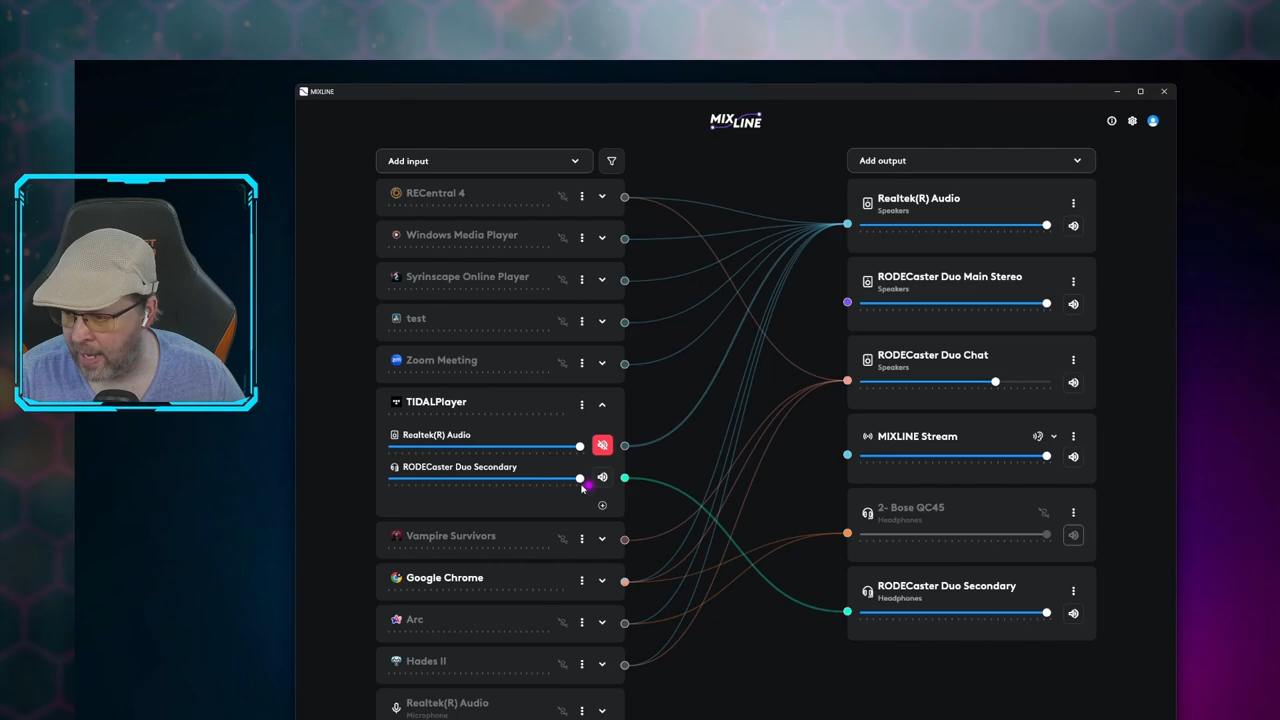 MIXLINE
MIXLINE
Add input
RECentral 4
Windows Media Player
Syrinscape Online Player
test
zm Zoom Meeting
TIDALPlayer
Realtek(R) Audio
RODECaster Duo Secondary
Vampire Survivors
Google Chrome
Arc
Hades II
Realtek(R) Audio
Microphone
Add output
Realtek(R) Audio
Speakers
RODECaster Duo Main Stereo
Speakers
RODECaster Duo Chat
Speakers
MIXLINE Stream
2- Bose QC45
Headphones
RODECaster Duo Secondary
Headphones